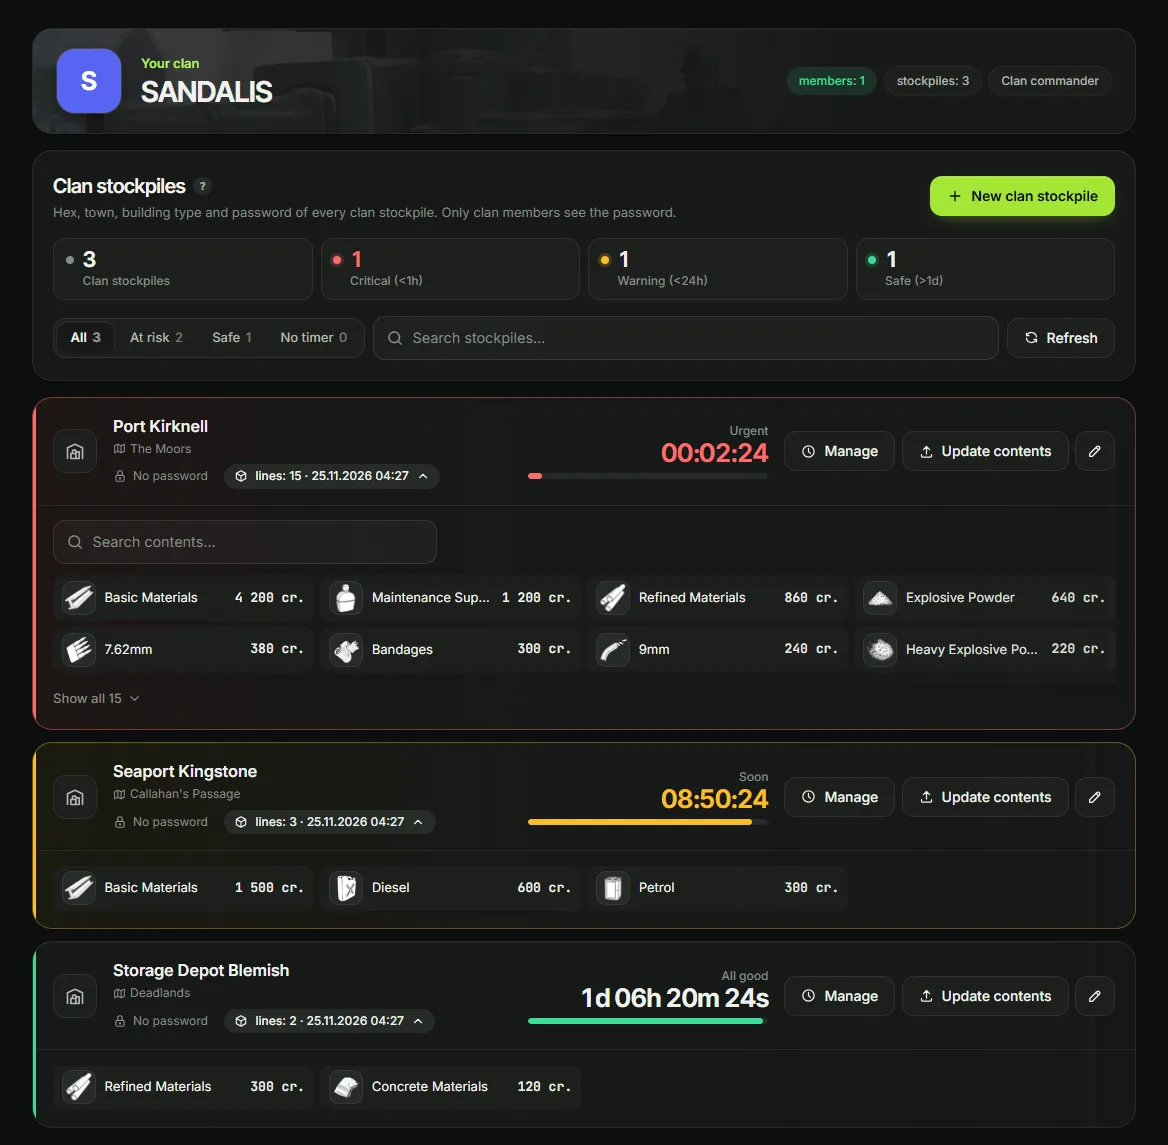 S
Your clan
SANDALIS
members: 1
stockpiles: 3
Clan commander
Clan stockpiles ?
Hex, town, building type and password of every clan stockpile. Only clan members see the password.
+ New clan stockpile
3
Clan stockpiles
1
Critical (<1h)
1
Warning (<24h)
1
Safe (>1d)
All 3
At risk 2
Safe 1
No timer 0
Search stockpiles...
Refresh
Port Kirknell
The Moors
No password
lines: 15 · 25.11.2026 04:27
Urgent
00:02:24
Manage
Update contents
Search contents...
Basic Materials 4 200 cr.
Maintenance Sup... 1 200 cr.
Refined Materials 860 cr.
Explosive Powder 640 cr.
7.62mm 380 cr.
Bandages 300 cr.
9mm 240 cr.
Heavy Explosive Po... 220 cr.
Show all 15
Seaport Kingstone
Callahan's Passage
No password
lines: 3 · 25.11.2026 04:27
Soon
08:50:24
Manage
Update contents
Basic Materials 1 500 cr.
Diesel 600 cr.
Petrol 300 cr.
Storage Depot Blemish
Deadlands
No password
lines: 2 · 25.11.2026 04:27
All good
1d 06h 20m 24s
Manage
Update contents
Refined Materials 300 cr.
Concrete Materials 120 cr.